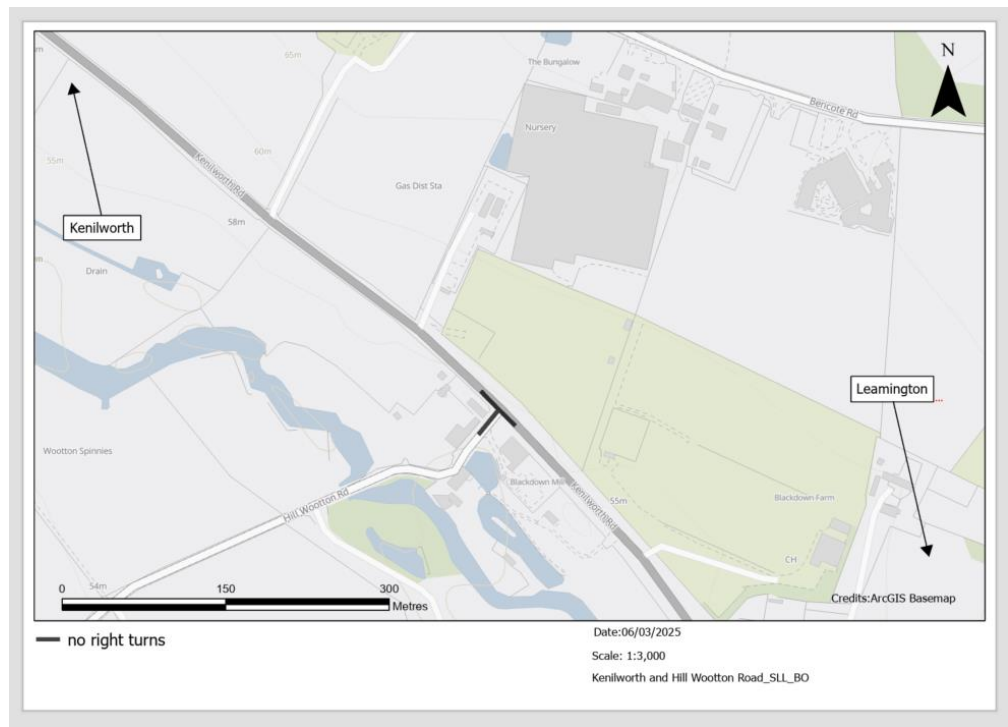 65m
The Bungalow
N
Bericote Rd
Nursery
55m
60m
Kenilworth Rd
Gas Dist Sta
Kenilworth
58m
Drain
Leamington
Wootton Spinnies
Hill Wootton Rd
Blackdown Mill
Kenilworth Rd
55m
Blackdown Farm
CH
54m
0 150 300
Metres
Credits:ArcGIS Basemap
no right turns
Date:06/03/2025
Scale: 1:3,000
Kenilworth and Hill Wootton Road_SLL_BO